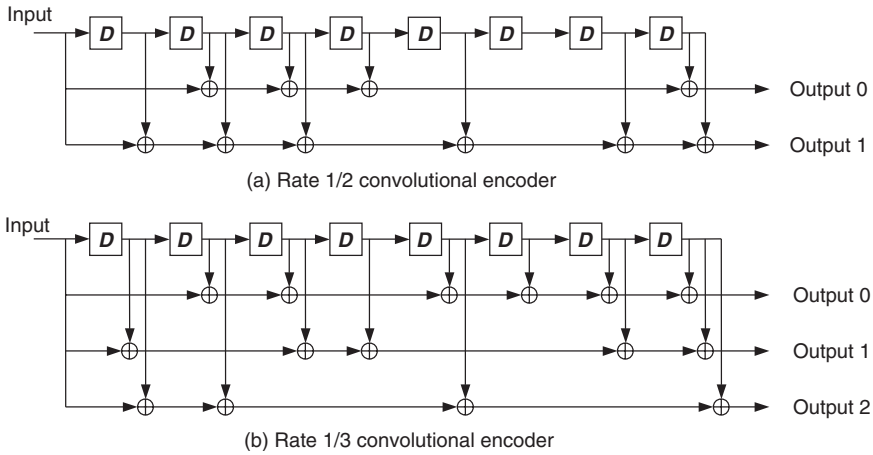 Input
D D D D D D D D
Output 0
Output 1
(a) Rate 1/2 convolutional encoder
Input
D D D D D D D D
Output 0
Output 1
Output 2
(b) Rate 1/3 convolutional encoder